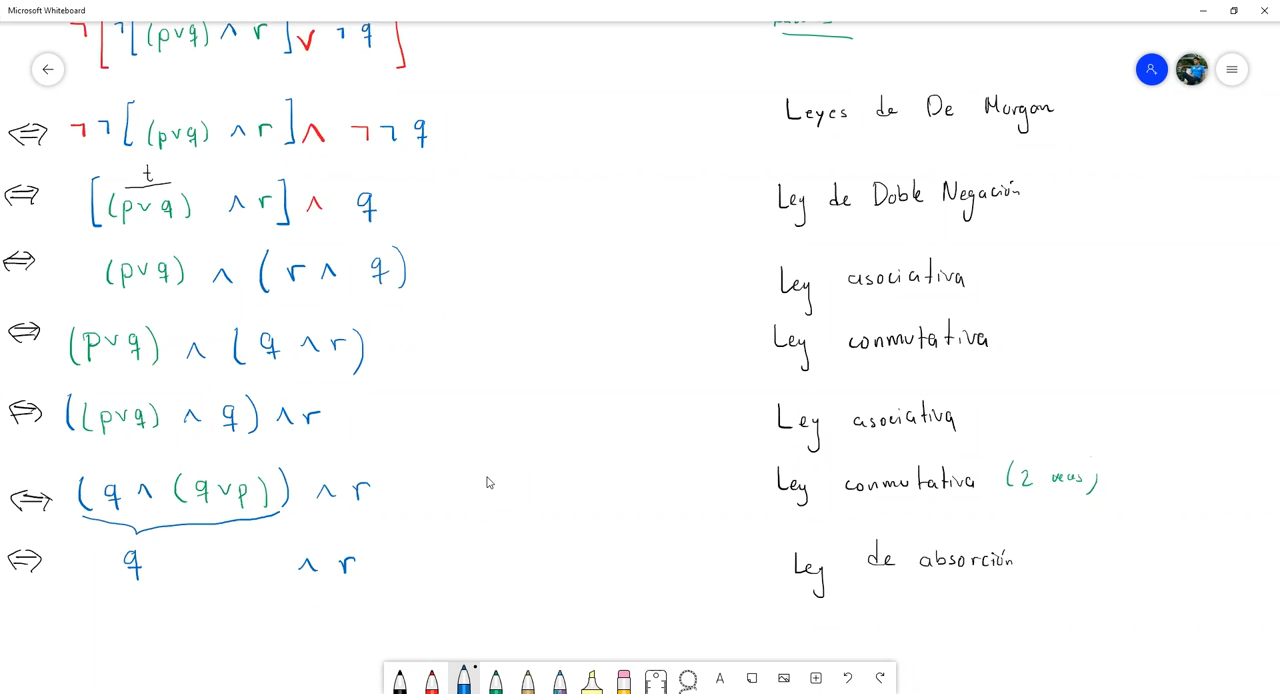 Microsoft Whiteboard
¬[¬[(p∨q) ∧ r] ∨ ¬q]
⇔ ¬¬[(p∨q) ∧ r] ∧ ¬¬q Leyes de De Morgan
t
⇔ [(p∨q) ∧ r] ∧ q Ley de Doble Negación
⇔ (p∨q) ∧ (r ∧ q) Ley asociativa
⇔ (p∨q) ∧ (q ∧ r) Ley conmutativa
⇔ ((p∨q) ∧ q) ∧ r Ley asociativa
⇔ (q ∧ (q∨p)) ∧ r Ley conmutativa (2 veces)
⇔ q ∧ r Ley de absorción
A